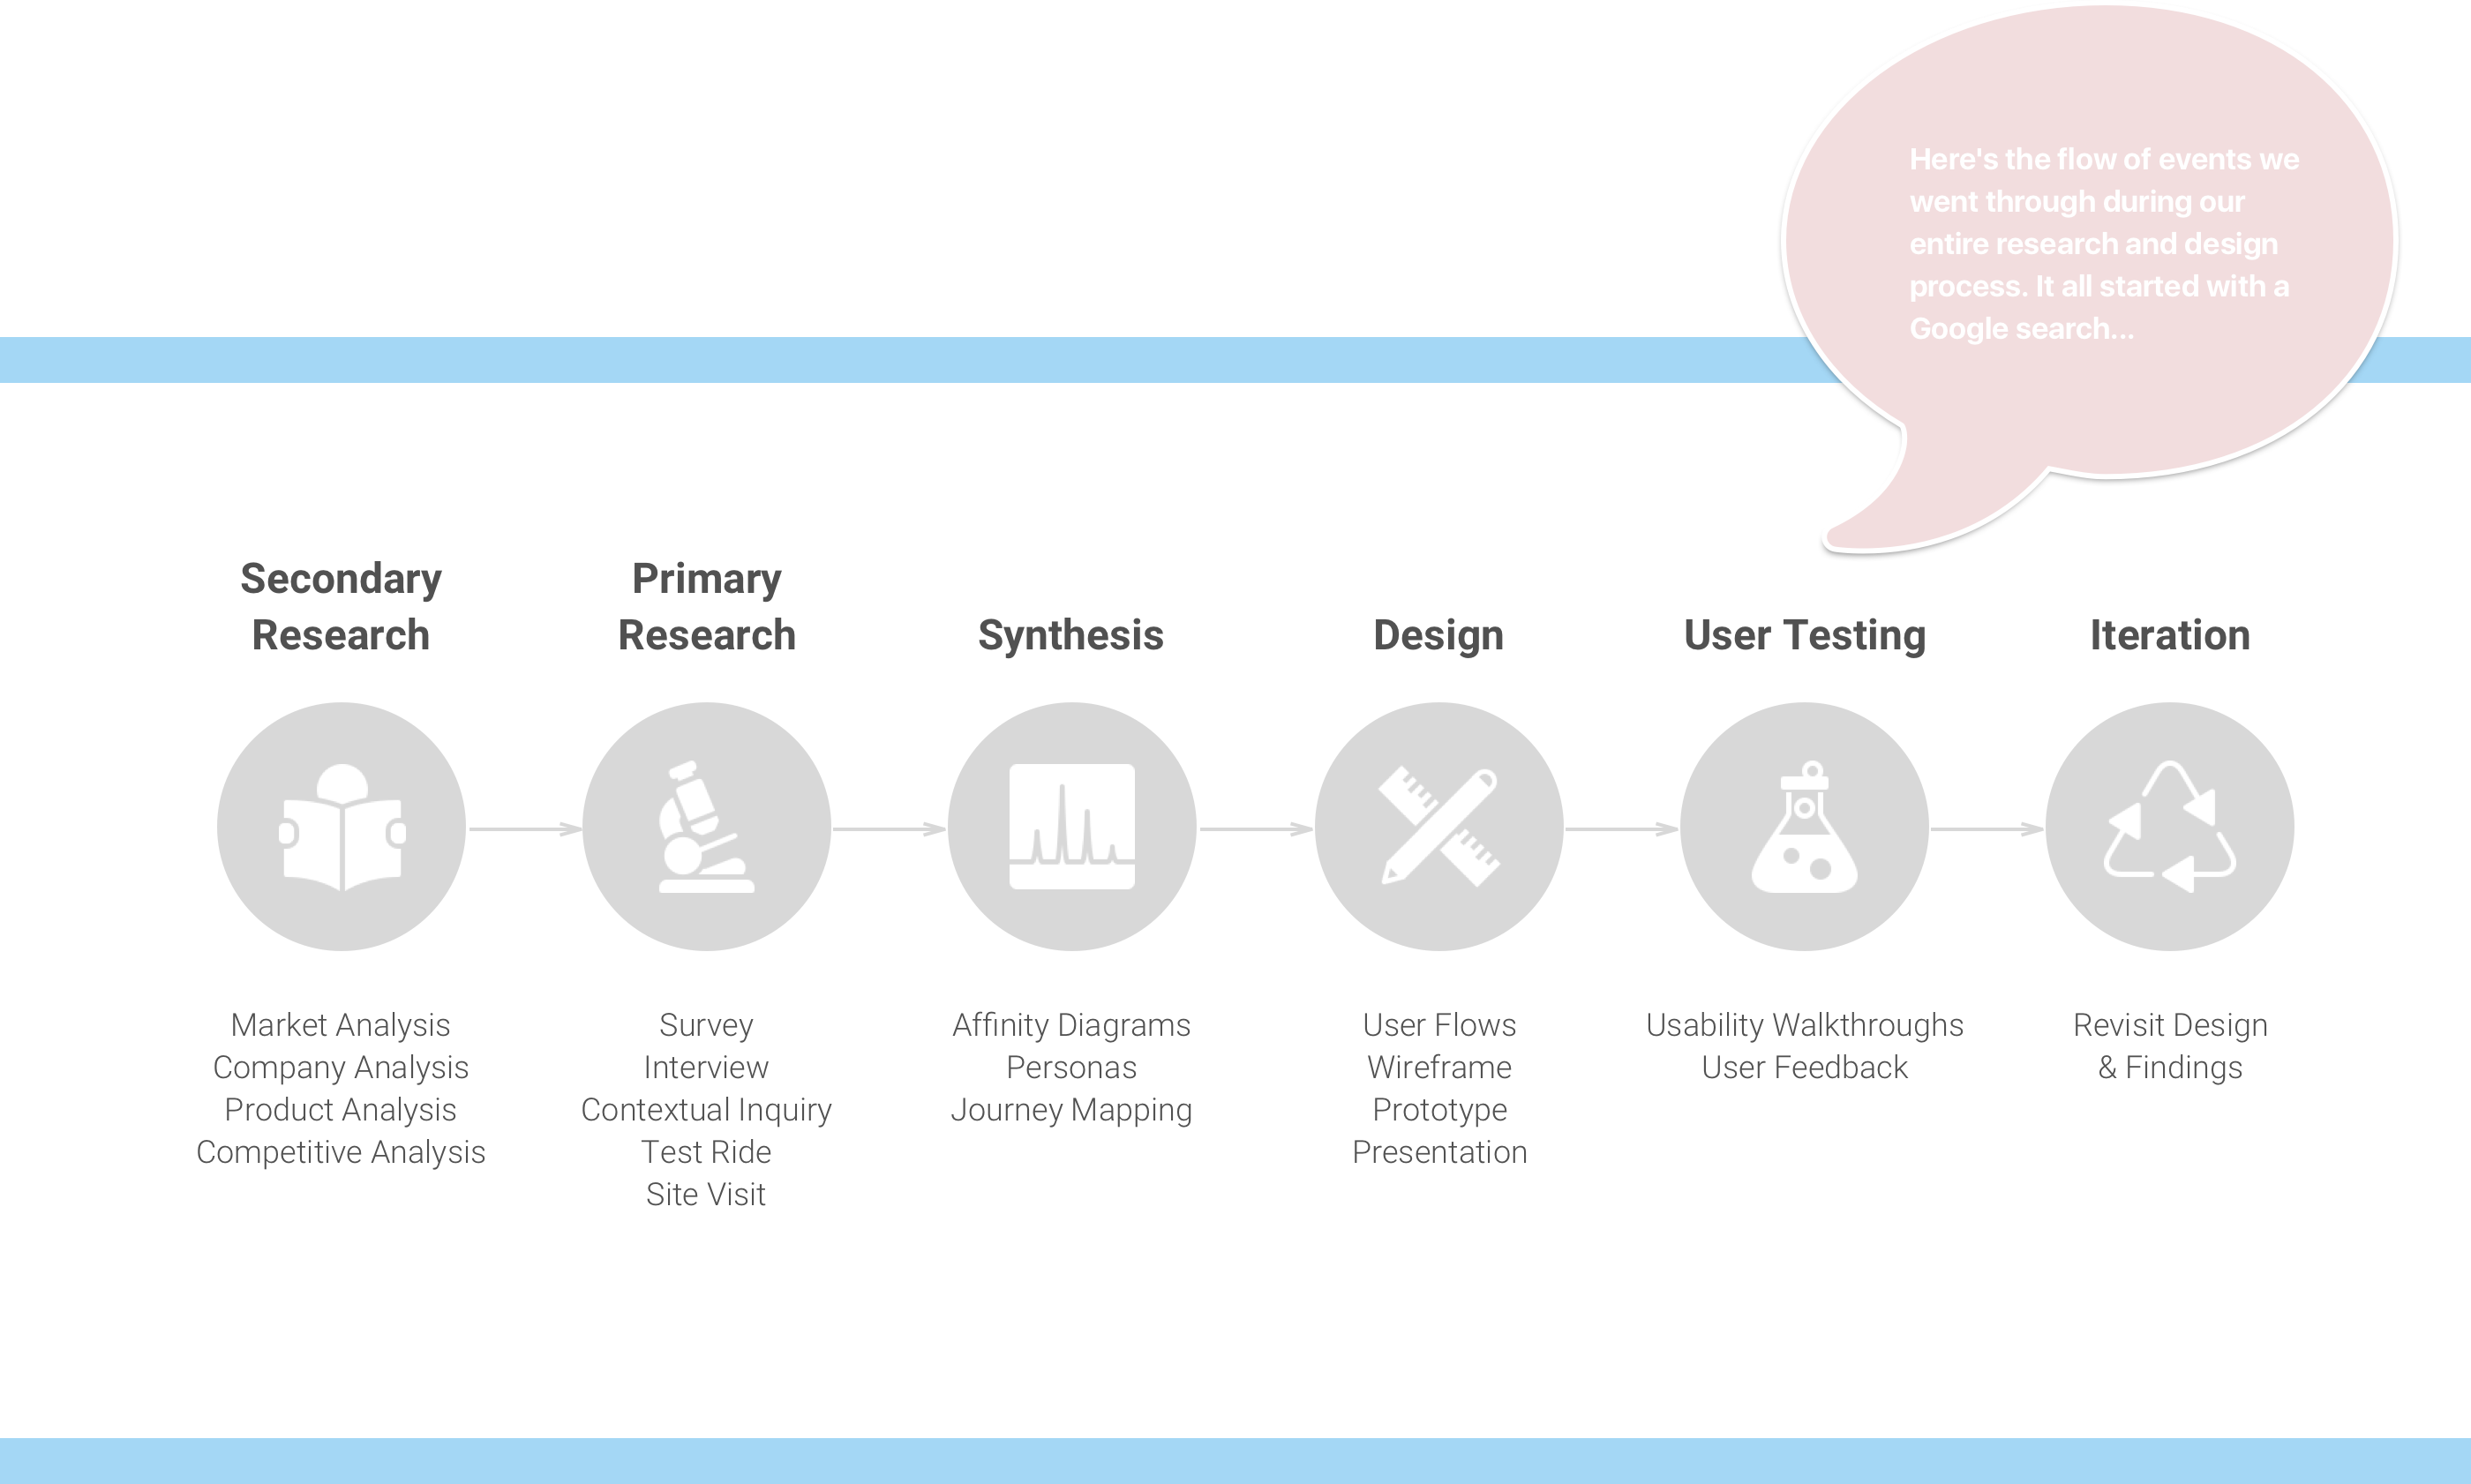 Here's the flow of events we
went through during our
entire research and design
process. It all started with a
Google search...
Secondary
Research
Primary
Research
Synthesis
Design
User Testing
Iteration
Market Analysis
Company Analysis
Product Analysis
Competitive Analysis
Survey
Interview
Contextual Inquiry
Test Ride
Site Visit
Affinity Diagrams
Personas
Journey Mapping
User Flows
Wireframe
Prototype
Presentation
Usability Walkthroughs
User Feedback
Revisit Design
& Findings